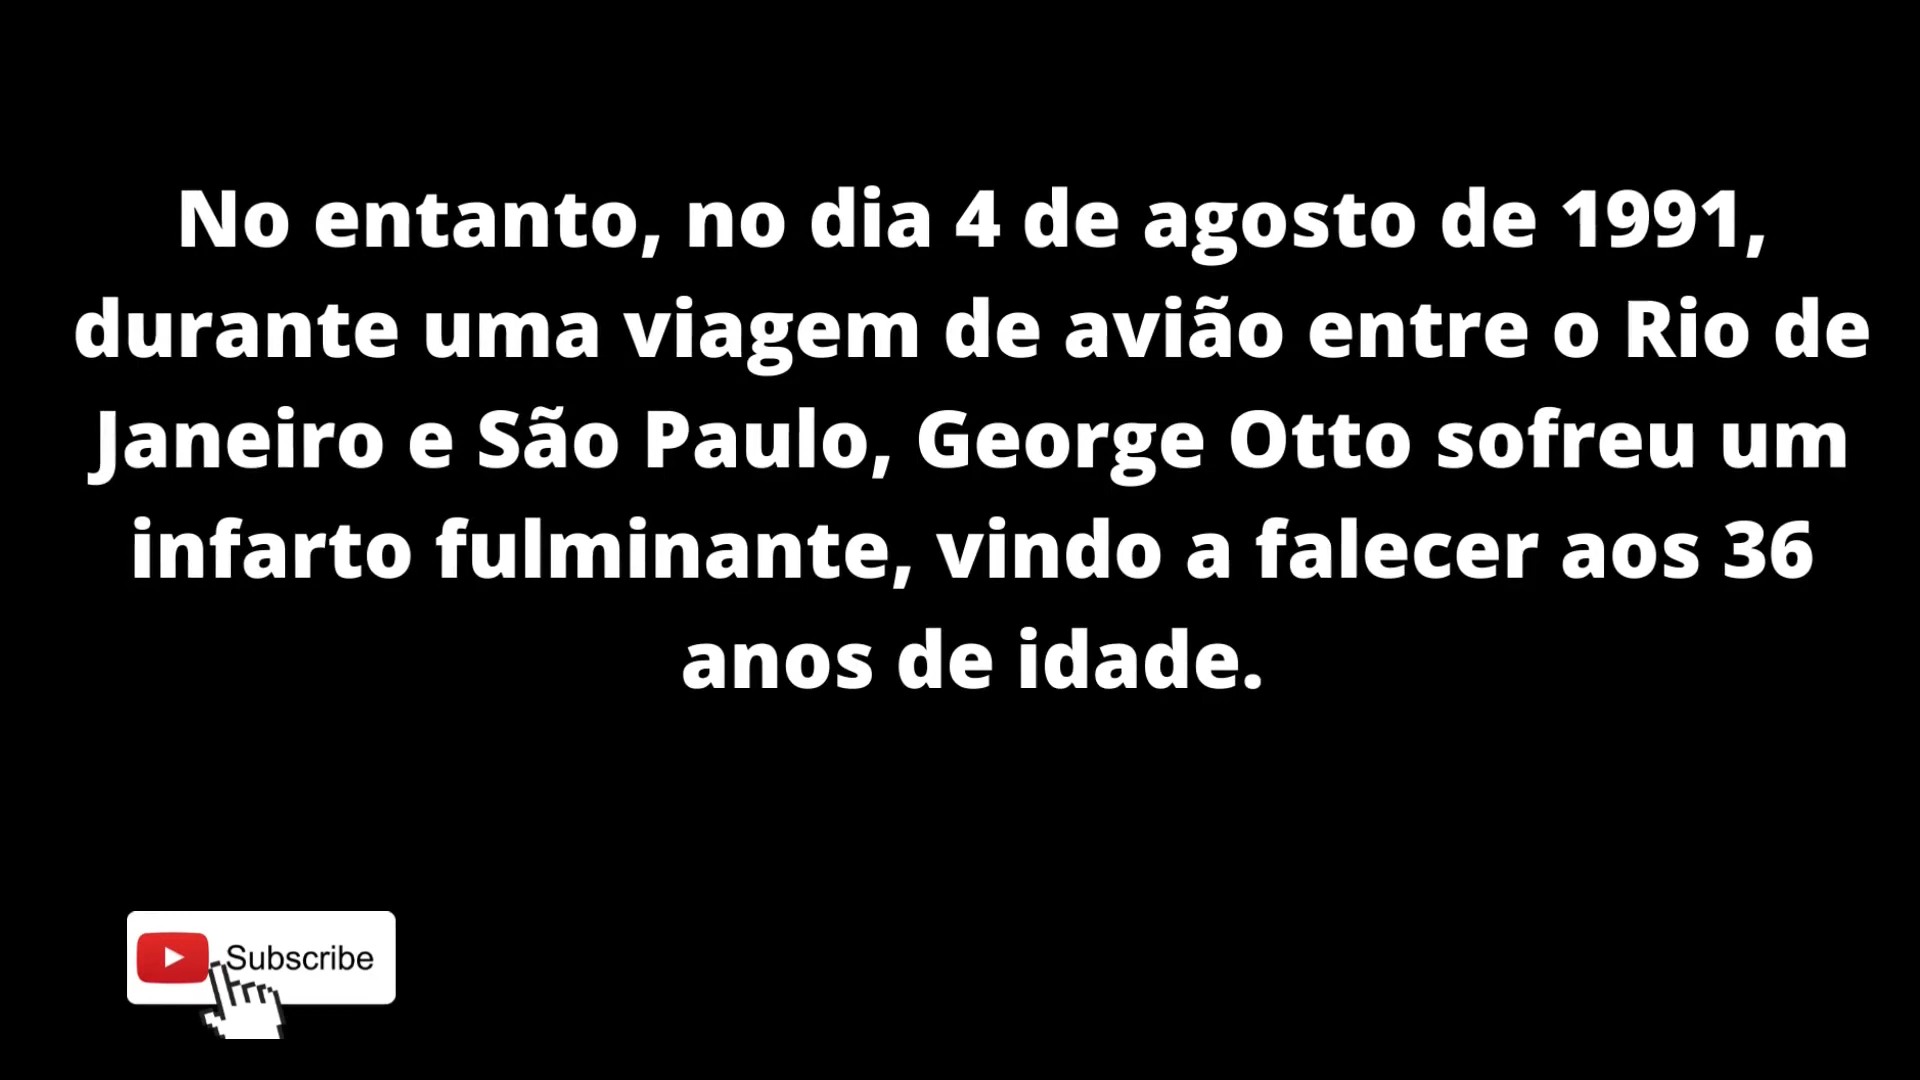 No entanto, no dia 4 de agosto de 1991,
durante uma viagem de avião entre o Rio de
Janeiro e São Paulo, George Otto sofreu um
infarto fulminante, vindo a falecer aos 36
anos de idade.
Subscribe